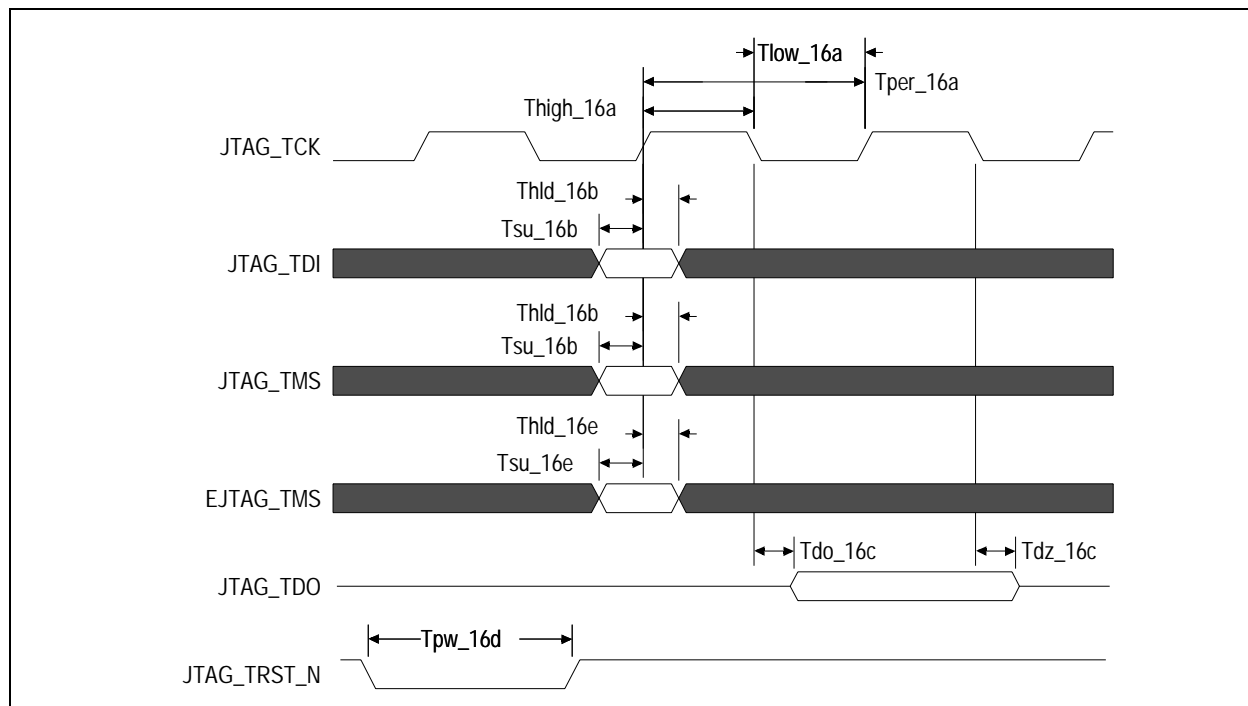 Tlow_16a
Tper_16a
Thigh_16a
JTAG_TCK
Thld_16b
Tsu_16b
JTAG_TDI
Thld_16b
Tsu_16b
JTAG_TMS
Thld_16e
Tsu_16e
EJTAG_TMS
Tdo_16c
Tdz_16c
JTAG_TDO
Tpw_16d
JTAG_TRST_N